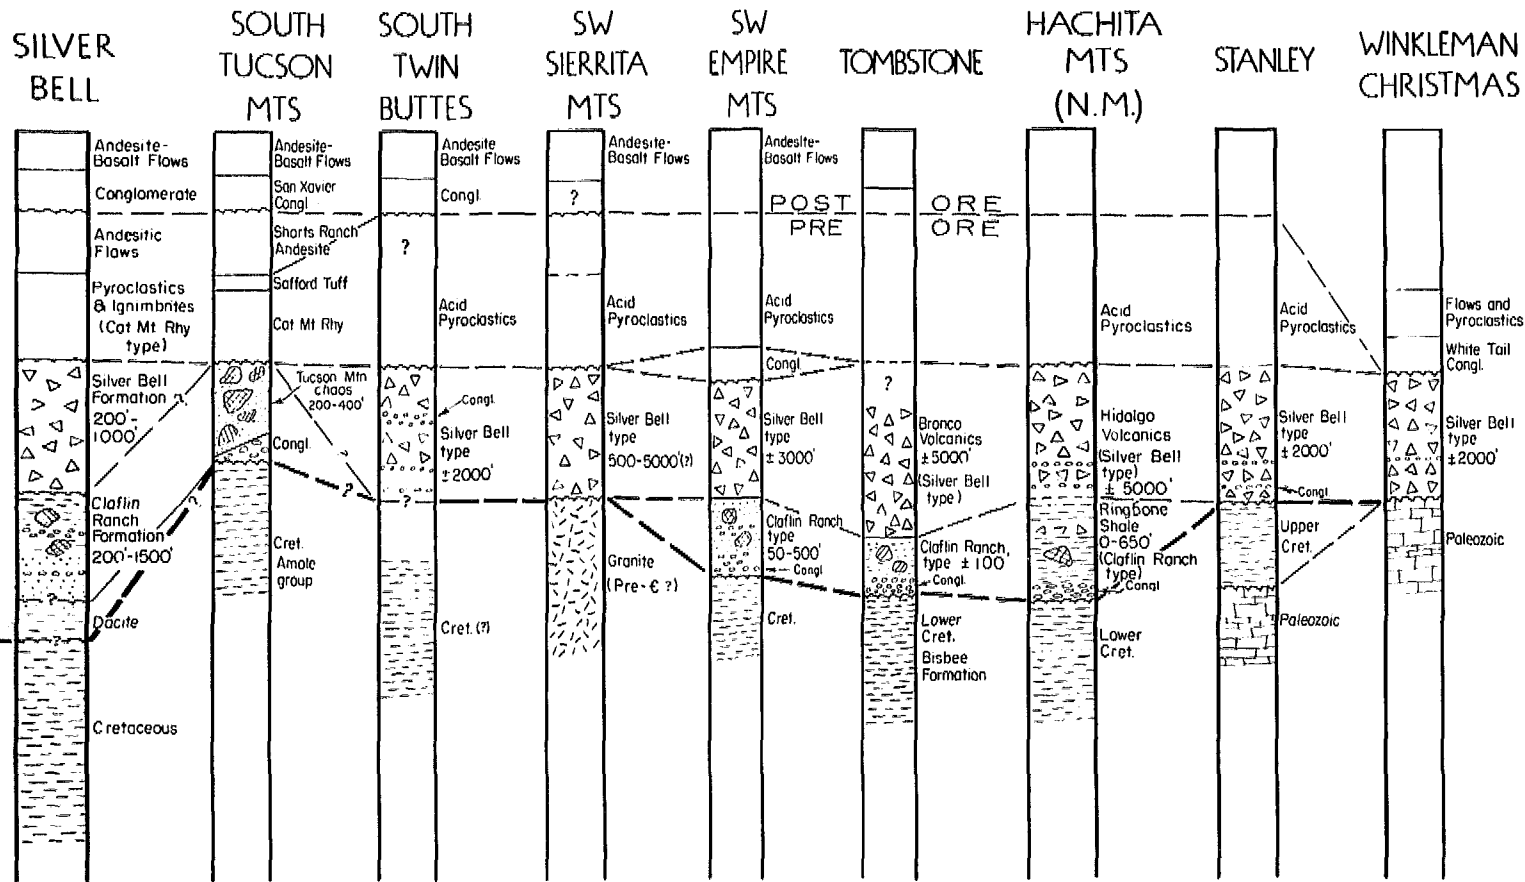 SILVER
BELL
SOUTH
TUCSON
MTS
SOUTH
TWIN
BUTTES
SW
SIERRITA
MTS
SW
EMPIRE
MTS
TOMBSTONE
HACHITA
MTS
(N.M.)
STANLEY
WINKLEMAN
CHRISTMAS
Andesite-
Basalt Flows
Conglomerate
Andesitic
Flows
Pyroclastics
& Ignimbrites
(Cat Mt Rhy
type)
Silver Bell
Formation ?
200'-
1000'
Claflin
Ranch
Formation
200'-1500'
?
?
Dacite
? ?
Cretaceous
Andesite-
Basalt Flows
San Xavier
Congl
Shorts Ranch
Andesite
Safford Tuff
Cat Mt Rhy
Tucson Mtn
chaos
200-400'
Congl.
?
?
Cret.
Amole
group
Andesite
Basalt Flows
Congl.
?
Acid
Pyroclastics
Congl.
Silver Bell
type
±2000'
?
Cret.(?)
Andesite-
Basalt Flows
?
Acid
Pyroclastics
Silver Bell
type
500-5000'(?)
Granite
(Pre-Є ?)
Andesite-
Basalt Flows
POST ORE
PRE ORE
Acid
Pyroclastics
Congl.
Silver Bell
type
±3000'
Claflin Ranch
type
50-500'
Congl
Cret.
?
Bronco
Volcanics
±5000'
(Silver Bell
type)
Claflin Ranch,
type ±100'
Congl.
Lower
Cret.
Bisbee
Formation
Acid
Pyroclastics
Hidalgo
Volcanics
(Silver Bell
type)
± 5000'
Ringbone
Shale
0-650'
(Claflin Ranch
type)
Congl
Lower
Cret.
Acid
Pyroclastics
Silver Bell
type
±2000'
Congl
Upper
Cret.
Paleozoic
Flows and
Pyroclastics
White Tail
Congl.
Silver Bell
type
±2000'
Paleozoic